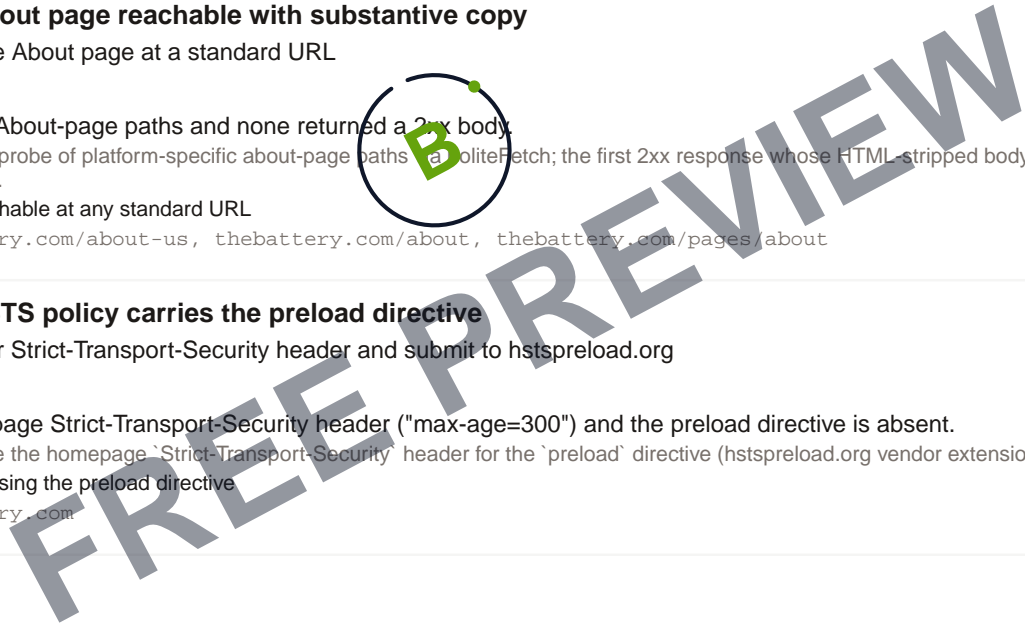 out page reachable with substantive copy
e About page at a standard URL
About-page paths and none returned a 2xx body.
probe of platform-specific about-page paths via PoliteFetch; the first 2xx response whose HTML-stripped body
.
hable at any standard URL
ry.com/about-us, thebattery.com/about, thebattery.com/pages/about
B
TS policy carries the preload directive
r Strict-Transport-Security header and submit to hstspreload.org
page Strict-Transport-Security header ("max-age=300") and the preload directive is absent.
e the homepage `Strict-Transport-Security` header for the `preload` directive (hstspreload.org vendor extensio
sing the preload directive
ry.com
FREE PREVIEW